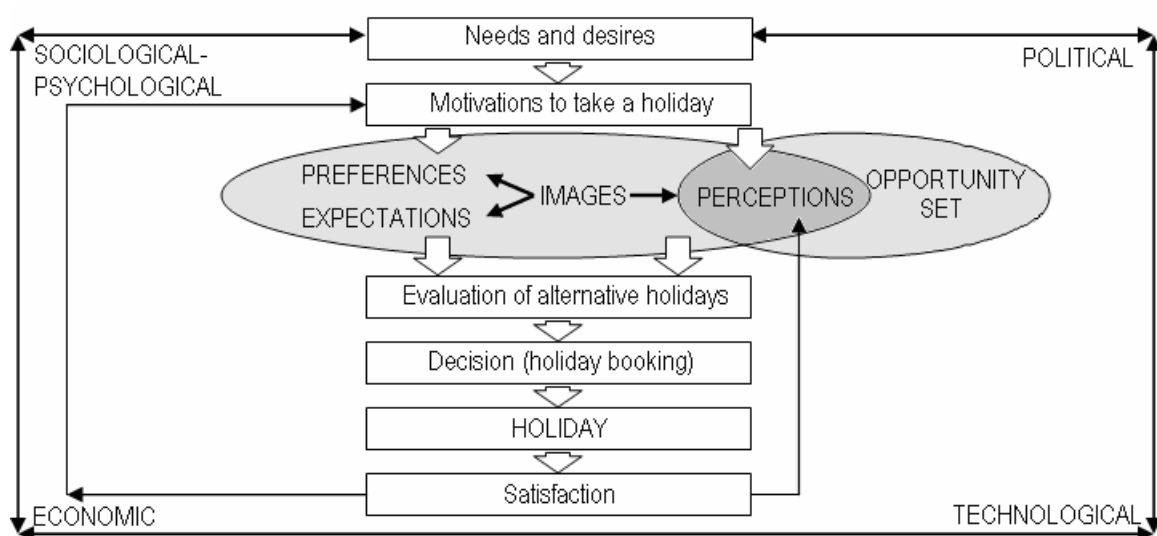 Needs and desires
SOCIOLOGICAL-
PSYCHOLOGICAL
POLITICAL
Motivations to take a holiday
PREFERENCES
EXPECTATIONS
IMAGES
PERCEPTIONS
OPPORTUNITY
SET
Evaluation of alternative holidays
Decision (holiday booking)
HOLIDAY
Satisfaction
ECONOMIC
TECHNOLOGICAL